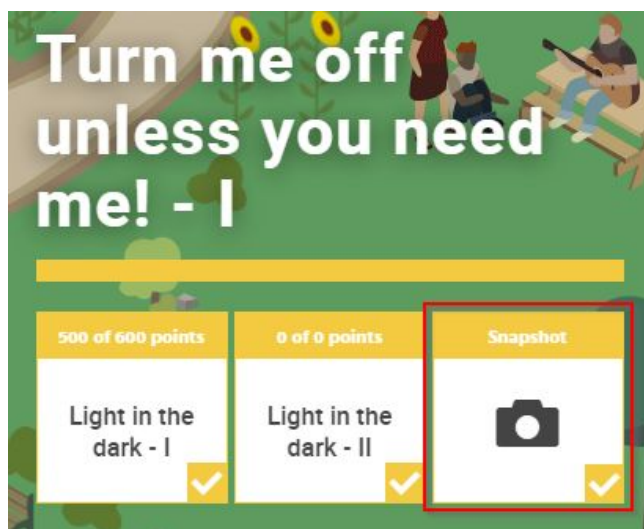 Turn me off
unless you need
me! - I
500 of 600 points
0 of 0 points
Snapshot
Light in the
dark - I
Light in the
dark - II